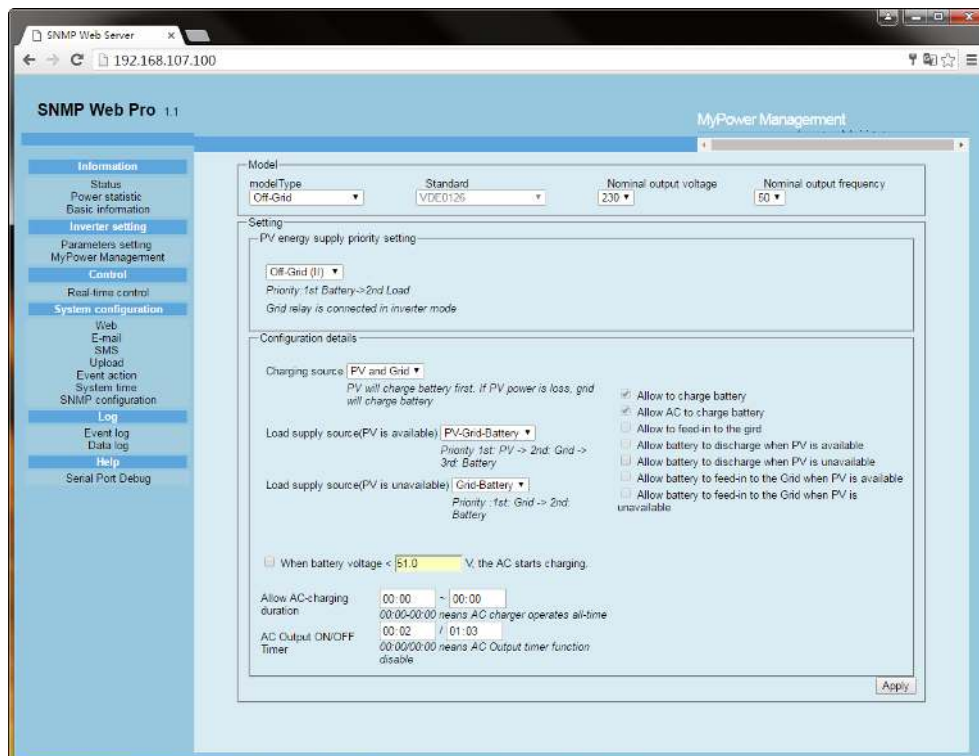 SNMP Web Server
192.168.107.100
SNMP Web Pro 1.1
MyPower Managerment
Information
Status
Power statistic
Basic information
Inverter setting
Parameters setting
MyPower Management
Control
Real-time control
System configuration
Web
E-mail
SMS
Upload
Event action
System time
SNMP configuration
Log
Event log
Data log
Help
Serial Port Debug
Model
modelType
Off-Grid
Standard
VDE0126
Nominal output voltage
230
Nominal output frequency
50
Setting
PV energy supply priority setting
Off-Grid (II)
Priority:1st Battery->2nd Load
Grid relay is connected in inverter mode
Configuration details
Charging source PV and Grid
PV will charge battery first. If PV power is loss, grid
will charge battery
Load supply source(PV is available) PV-Grid-Battery
Priority 1st: PV -> 2nd: Grid ->
3rd: Battery
Load supply source(PV is unavailable) Grid-Battery
Priority :1st: Grid -> 2nd:
Battery
Allow to charge battery
Allow AC to charge battery
Allow to feed-in to the gird
Allow battery to discharge when PV is available
Allow battery to discharge when PV is unavailable
Allow battery to feed-in to the Grid when PV is available
Allow battery to feed-in to the Grid when PV is
unavailable
When battery voltage < 51.0 V, the AC starts charging.
Allow AC-charging
duration
00:00 ~ 00:00
00:00-00:00 neans AC charger operates all-time
AC Output ON/OFF
Timer
00:02 / 01:03
00:00/00:00 neans AC Output timer function
disable
Apply